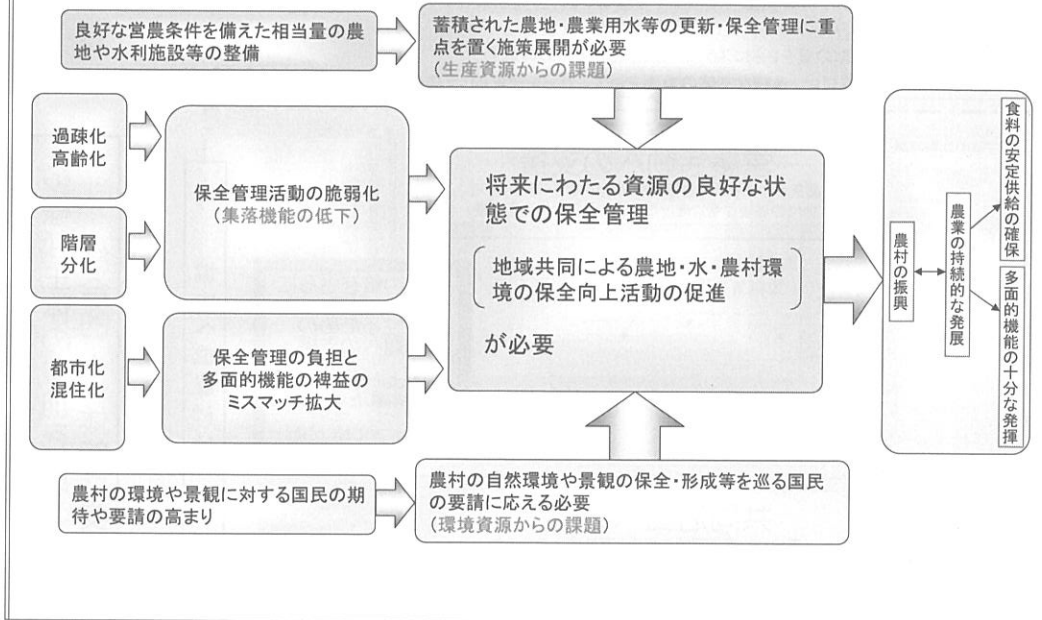 良好な営農条件を備えた相当量の農
地や水利施設等の整備
蓄積された農地・農業用水等の更新・保全管理に重
点を置く施策展開が必要
（生産資源からの課題）
過疎化
高齢化
階層
分化
都市化
混住化
保全管理活動の脆弱化
（集落機能の低下）
保全管理の負担と
多面的機能の裨益の
ミスマッチ拡大
将来にわたる資源の良好な状
態での保全管理
地域共同による農地・水・農村環
境の保全向上活動の促進
が必要
農村の振興
農業の持続的な発展
食料の安定供給の確保
多面的機能の十分な発揮
農村の環境や景観に対する国民の期
待や要請の高まり
農村の自然環境や景観の保全・形成等を巡る国民
の要請に応える必要
（環境資源からの課題）